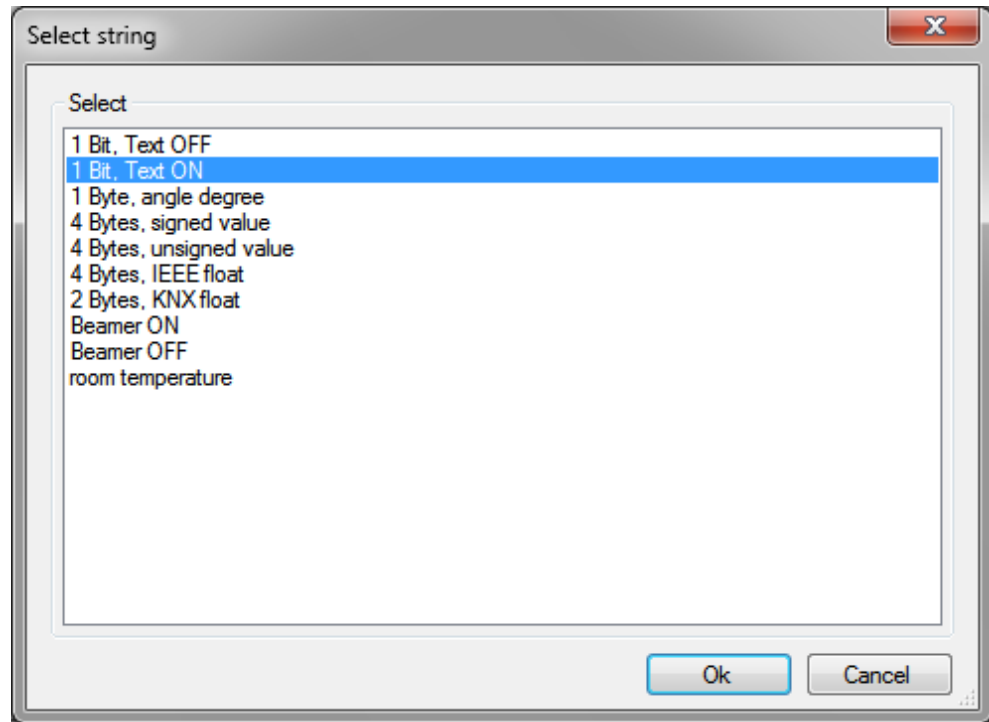 Select string
Select
1 Bit, Text OFF
1 Bit, Text ON
1 Byte, angle degree
4 Bytes, signed value
4 Bytes, unsigned value
4 Bytes, IEEE float
2 Bytes, KNX float
Beamer ON
Beamer OFF
room temperature
Ok Cancel